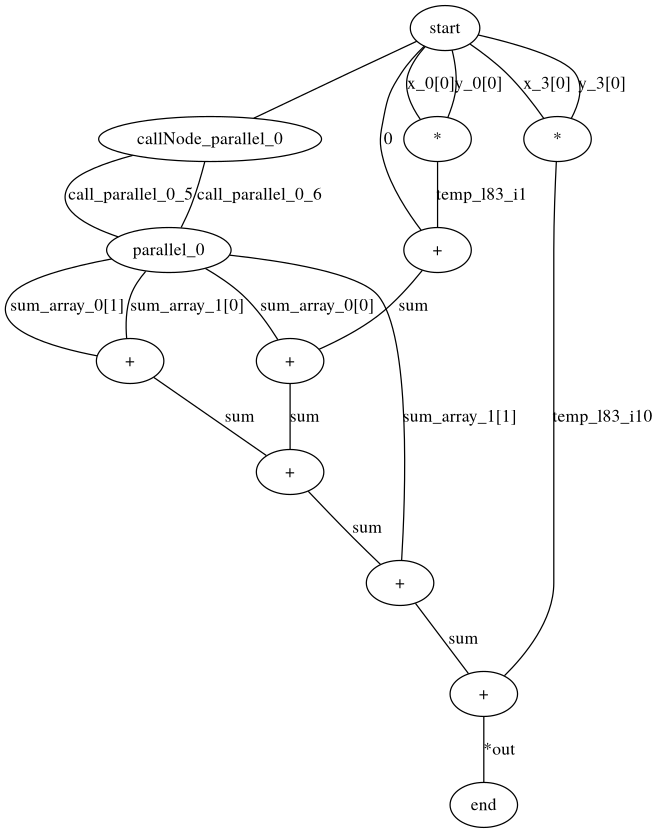 start
x_0[0] y_0[0] x_3[0] y_3[0]
callNode_parallel_0 0 * *
call_parallel_0_5 call_parallel_0_6 temp_l83_i1
parallel_0 +
sum_array_0[1] sum_array_1[0] sum_array_0[0] sum
+ +
sum sum sum_array_1[1] temp_l83_i10
+
sum
+
sum
+
*out
end